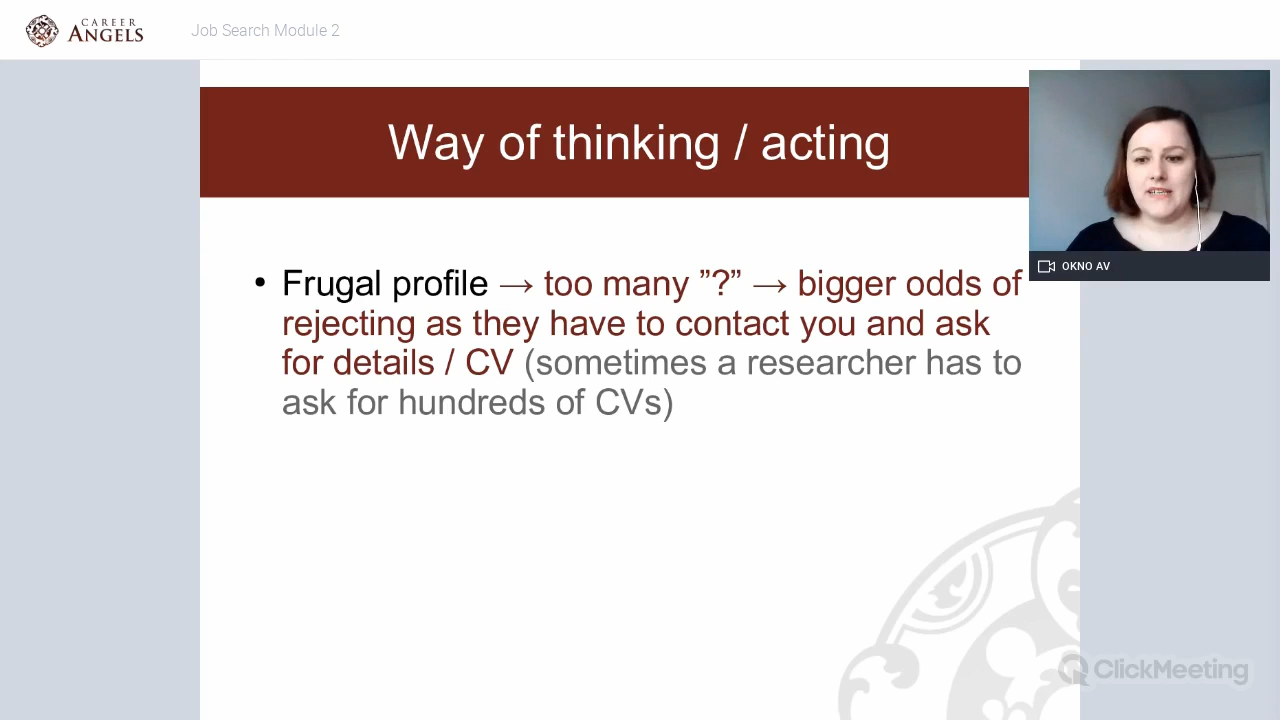 CAREER
ANGELS
Job Search Module 2
Way of thinking / acting
OKNO AV
• Frugal profile → too many ”?” → bigger odds of
rejecting as they have to contact you and ask
for details / CV (sometimes a researcher has to
ask for hundreds of CVs)
ClickMeeting